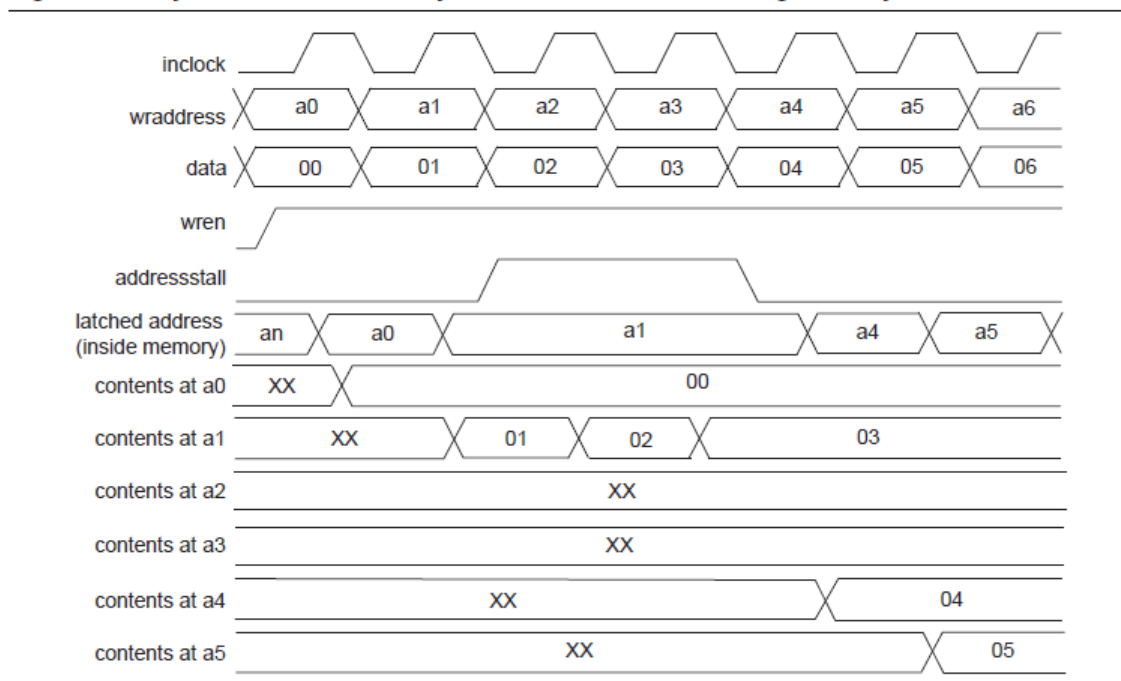 inclock
wraddress a0 a1 a2 a3 a4 a5 a6
data 00 01 02 03 04 05 06
wren
addressstall
latched address
(inside memory) an a0 a1 a4 a5
contents at a0 XX 00
contents at a1 XX 01 02 03
contents at a2 XX
contents at a3 XX
contents at a4 XX 04
contents at a5 XX 05